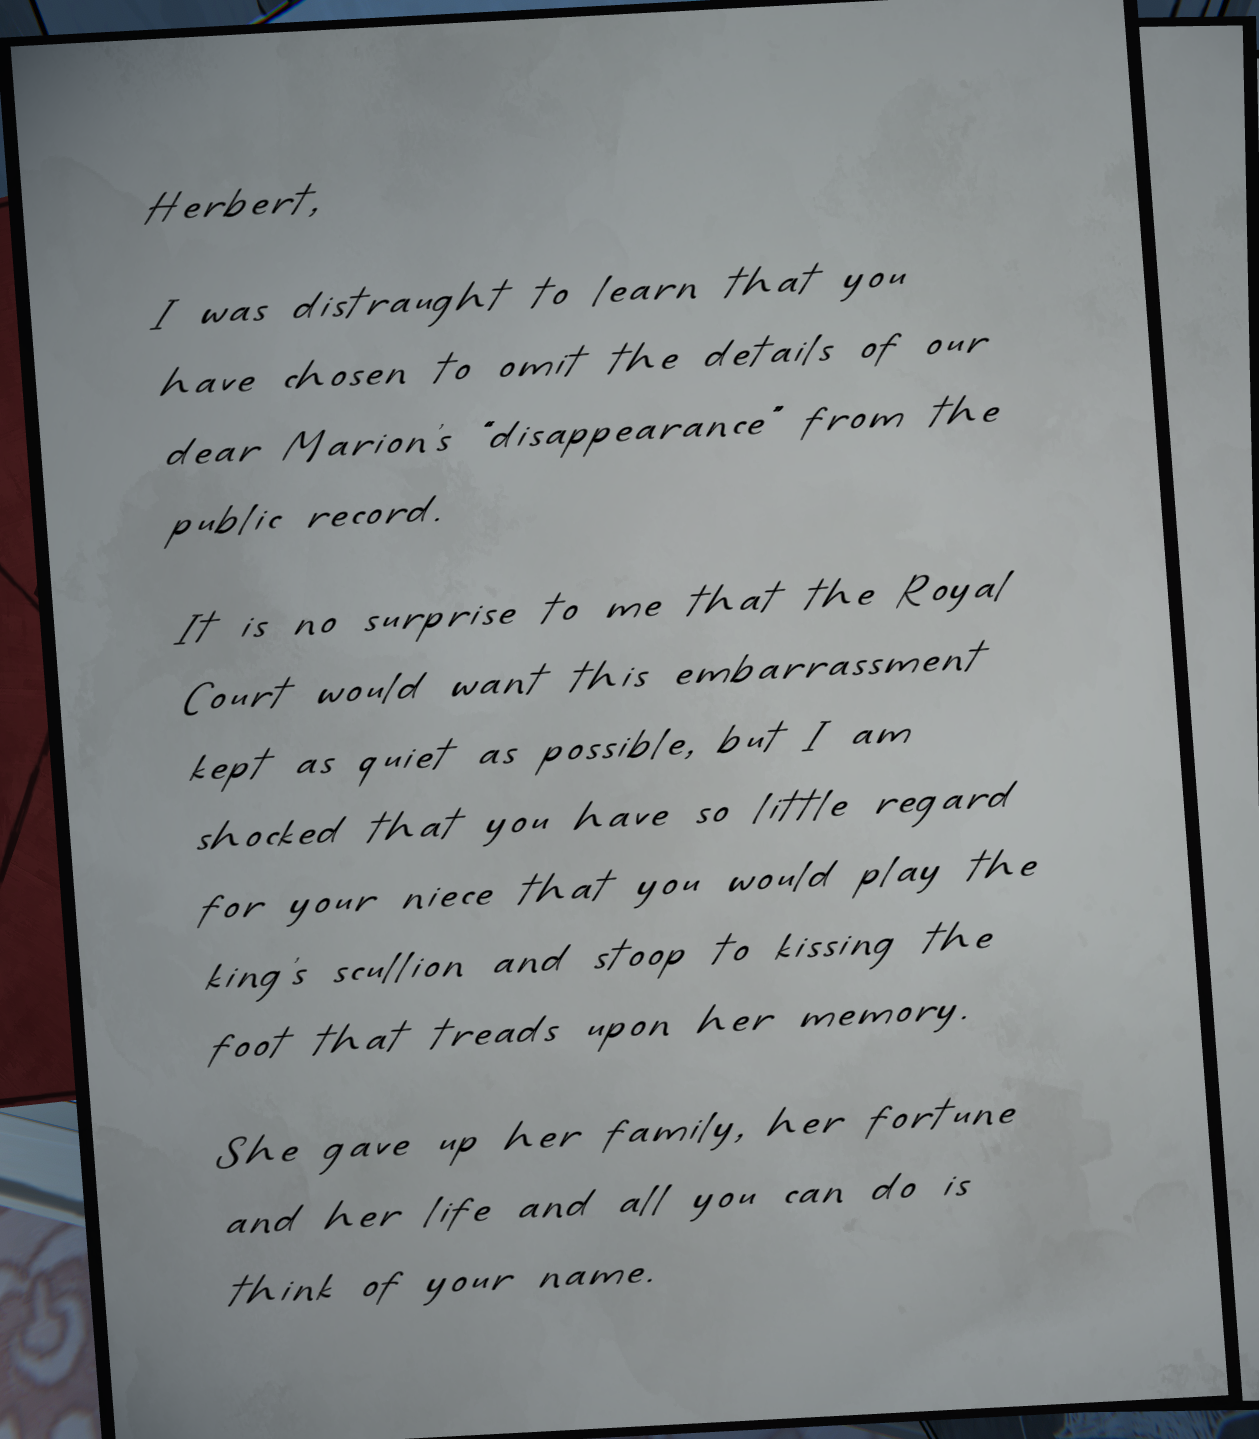 Herbert,
I was distraught to learn that you
have chosen to omit the details of our
dear Marion's "disappearance" from the
public record.
It is no surprise to me that the Royal
Court would want this embarrassment
kept as quiet as possible, but I am
shocked that you have so little regard
for your niece that you would play the
king's scullion and stoop to kissing the
foot that treads upon her memory.
She gave up her family, her fortune
and her life and all you can do is
think of your name.